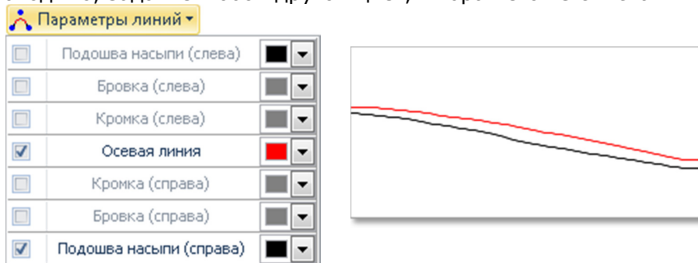 Параметры линий
Подошва насыпи (слева)
Бровка (слева)
Кромка (слева)
Осевая линия
Кромка (справа)
Бровка (справа)
Подошва насыпи (справа)